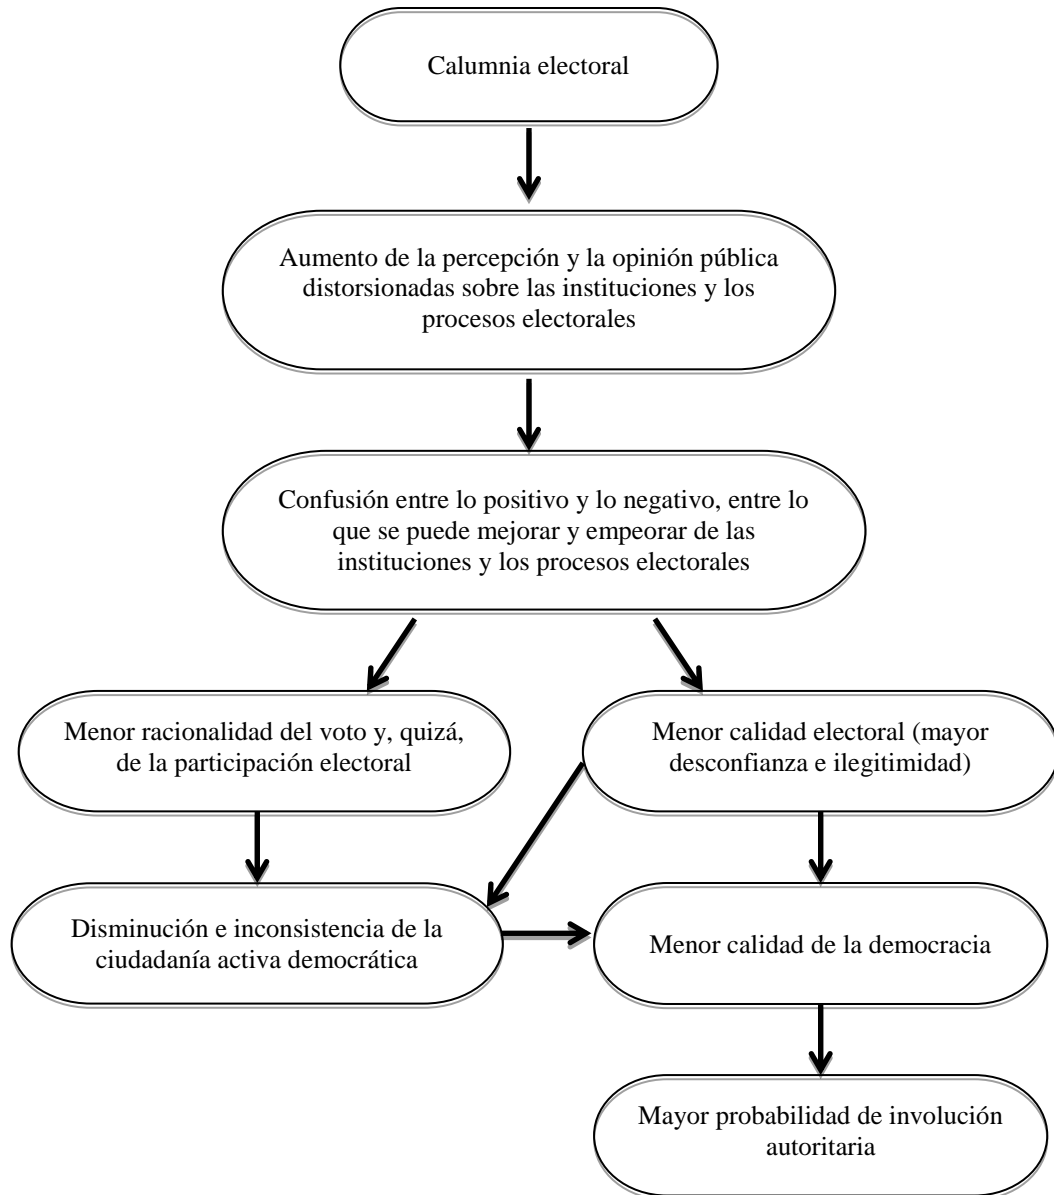 Calumnia electoral
Aumento de la percepción y la opinión pública
distorsionadas sobre las instituciones y los
procesos electorales
Confusión entre lo positivo y lo negativo, entre lo
que se puede mejorar y empeorar de las
instituciones y los procesos electorales
Menor racionalidad del voto y, quizá,
de la participación electoral
Menor calidad electoral (mayor
desconfianza e ilegitimidad)
Disminución e inconsistencia de la
ciudadanía activa democrática
Menor calidad de la democracia
Mayor probabilidad de involución
autoritaria